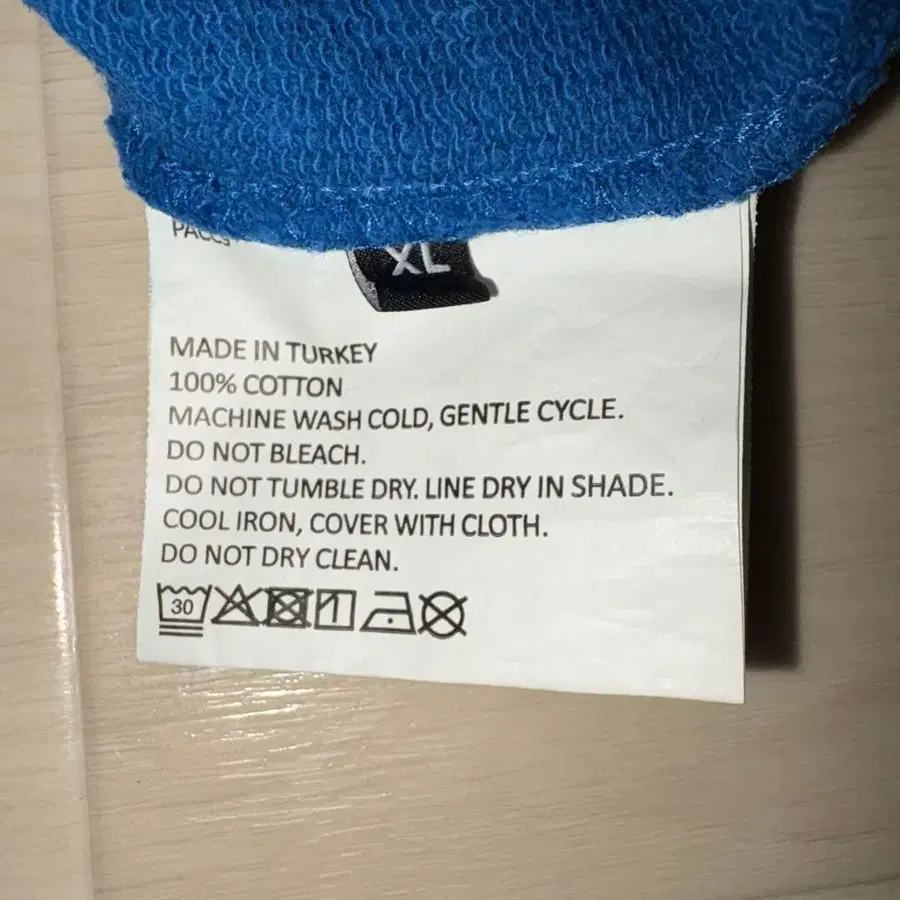 XL
MADE IN TURKEY
100% COTTON
MACHINE WASH COLD, GENTLE CYCLE.
DO NOT BLEACH.
DO NOT TUMBLE DRY. LINE DRY IN SHADE.
COOL IRON, COVER WITH CLOTH.
DO NOT DRY CLEAN.
30